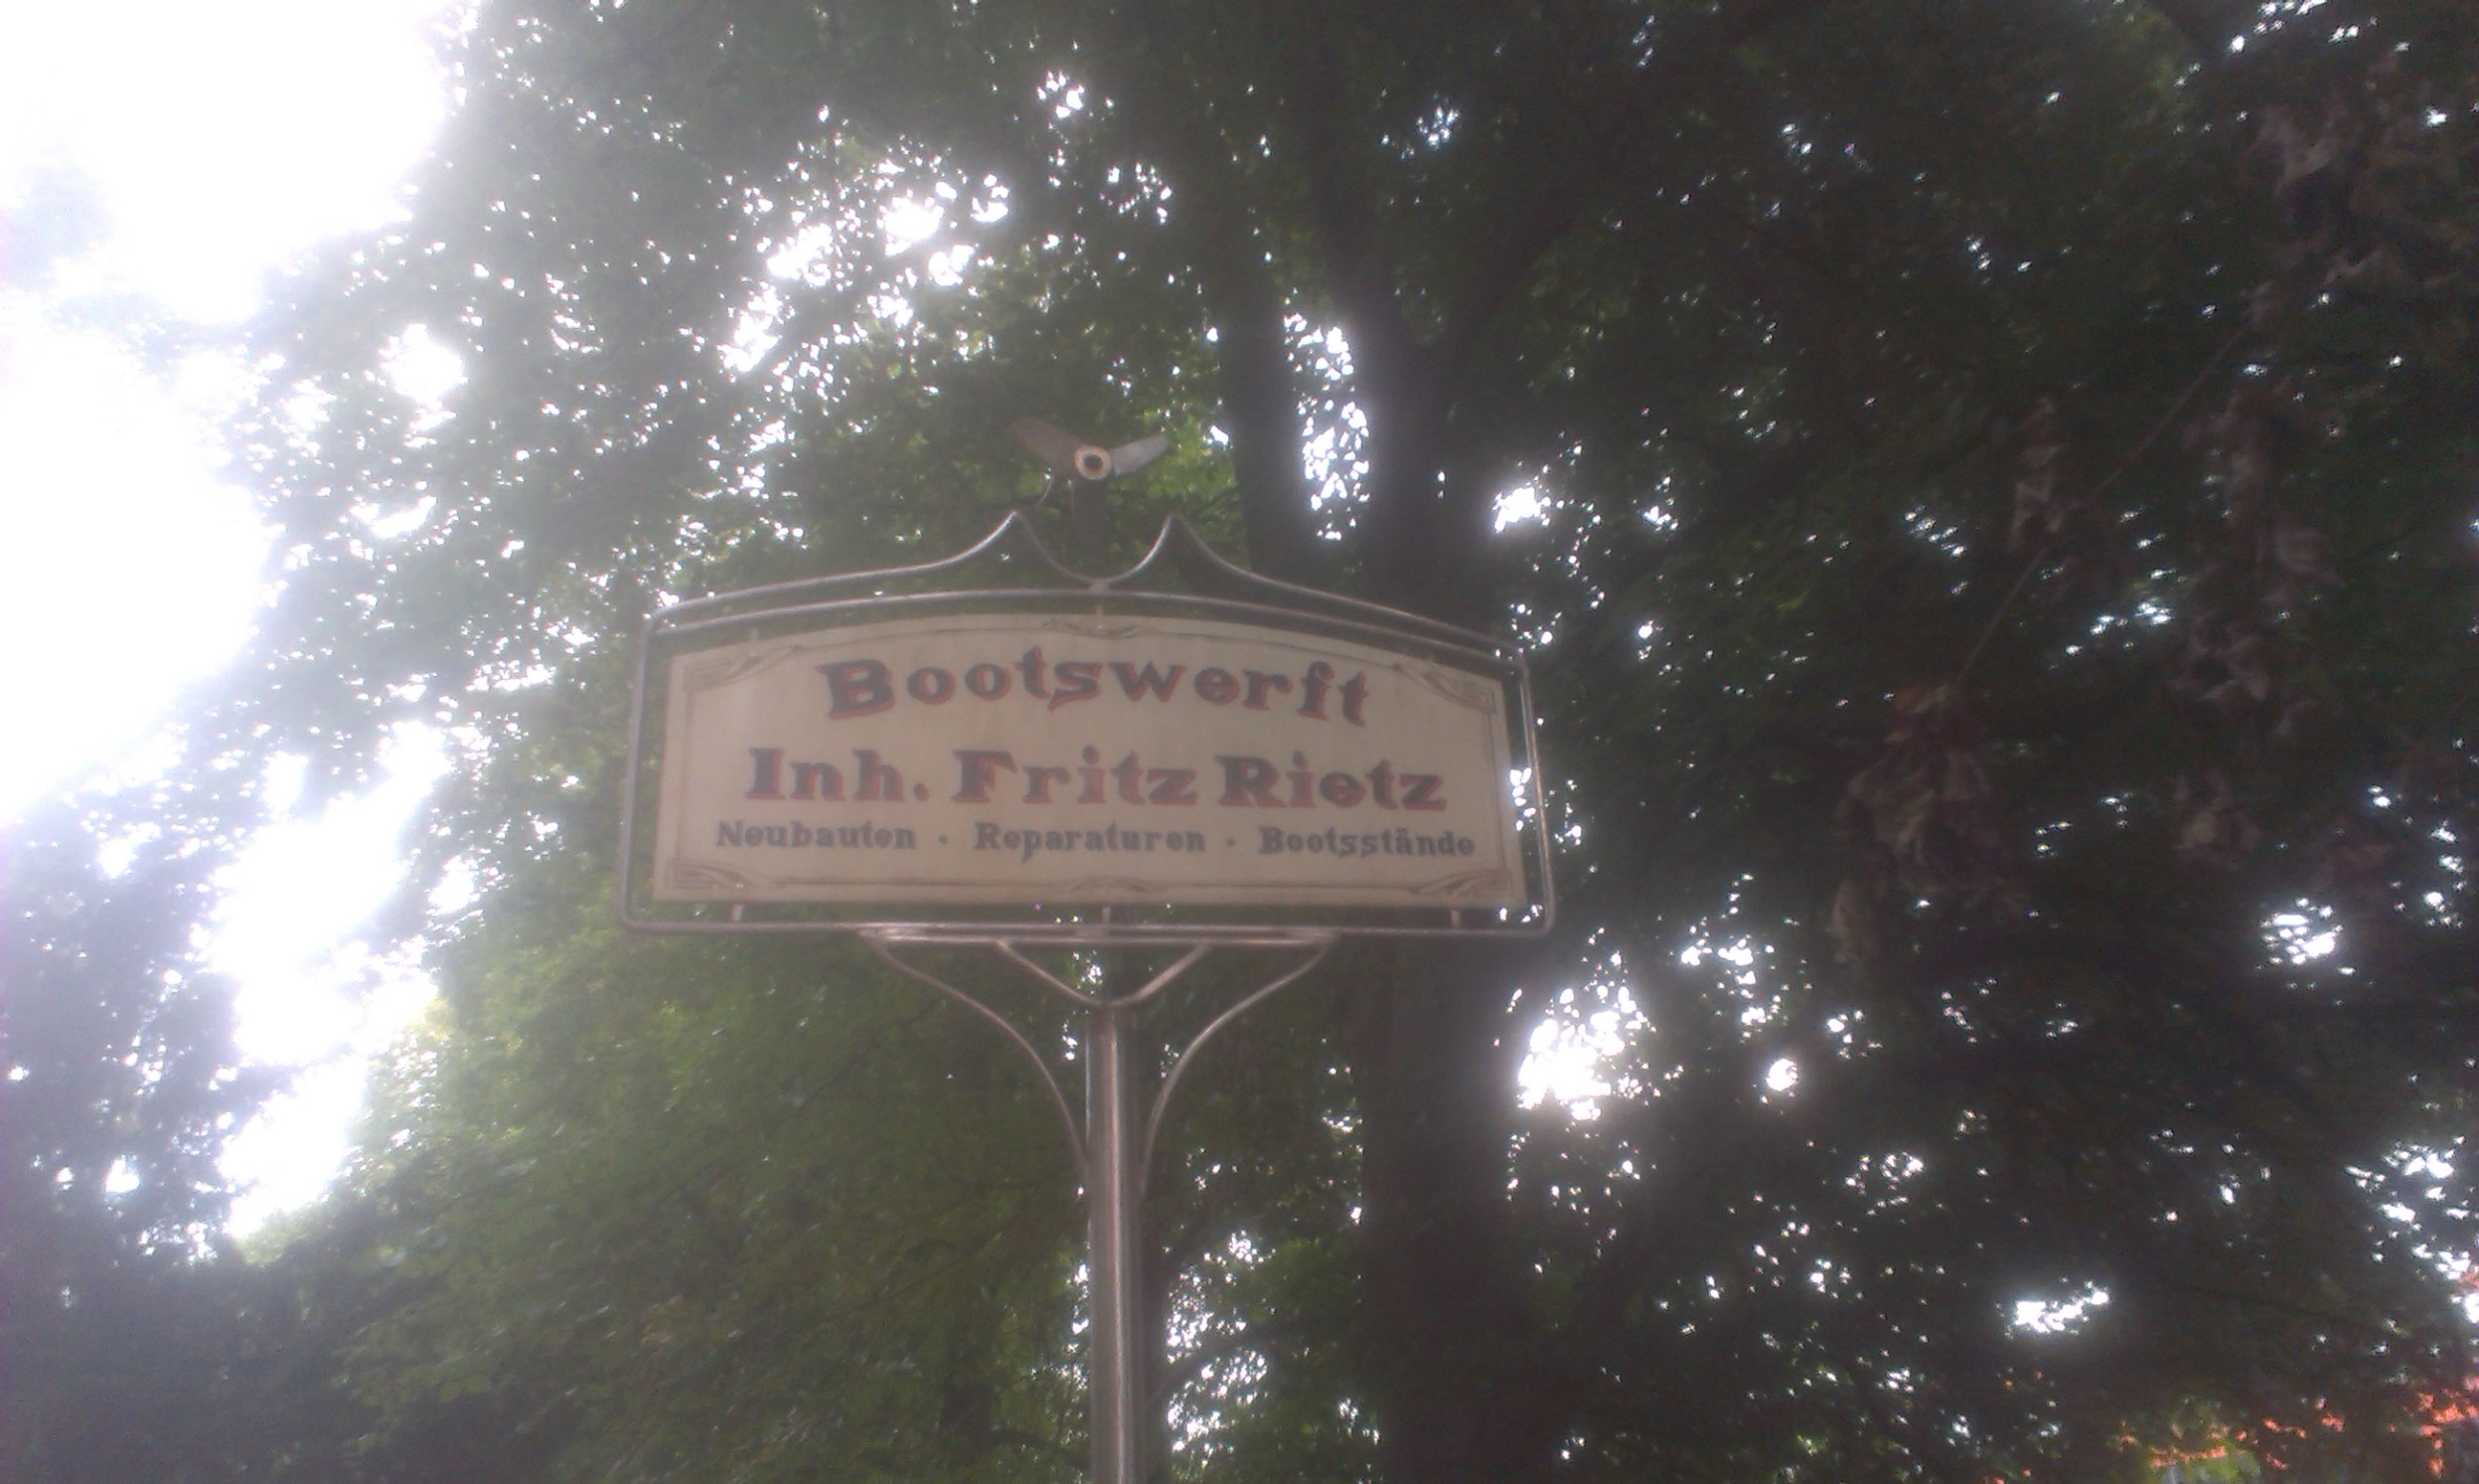 Bootswerft
Inh. Fritz Rietz
Neubauten · Reparaturen · Bootsstände